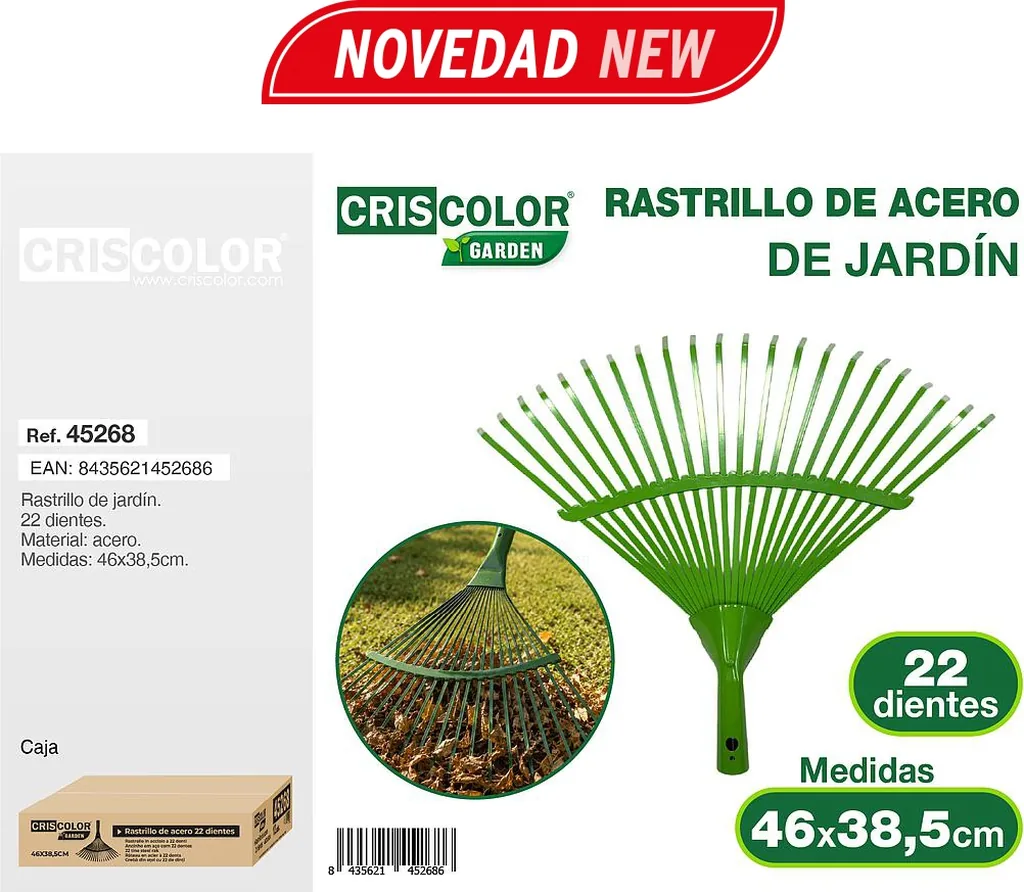 NOVEDAD NEW
CRISCOLOR®
www.criscolor.com
Ref. 45268
EAN: 8435621452686
Rastrillo de jardín.
22 dientes.
Material: acero.
Medidas: 46x38,5cm.
Caja
CRISCOLOR
GARDEN
Rastrillo de acero 22 dientes
46X38,5CM
45268
CRISCOLOR®
GARDEN
RASTRILLO DE ACERO
DE JARDÍN
22
dientes
Medidas
46x38,5cm
8 435621 452686